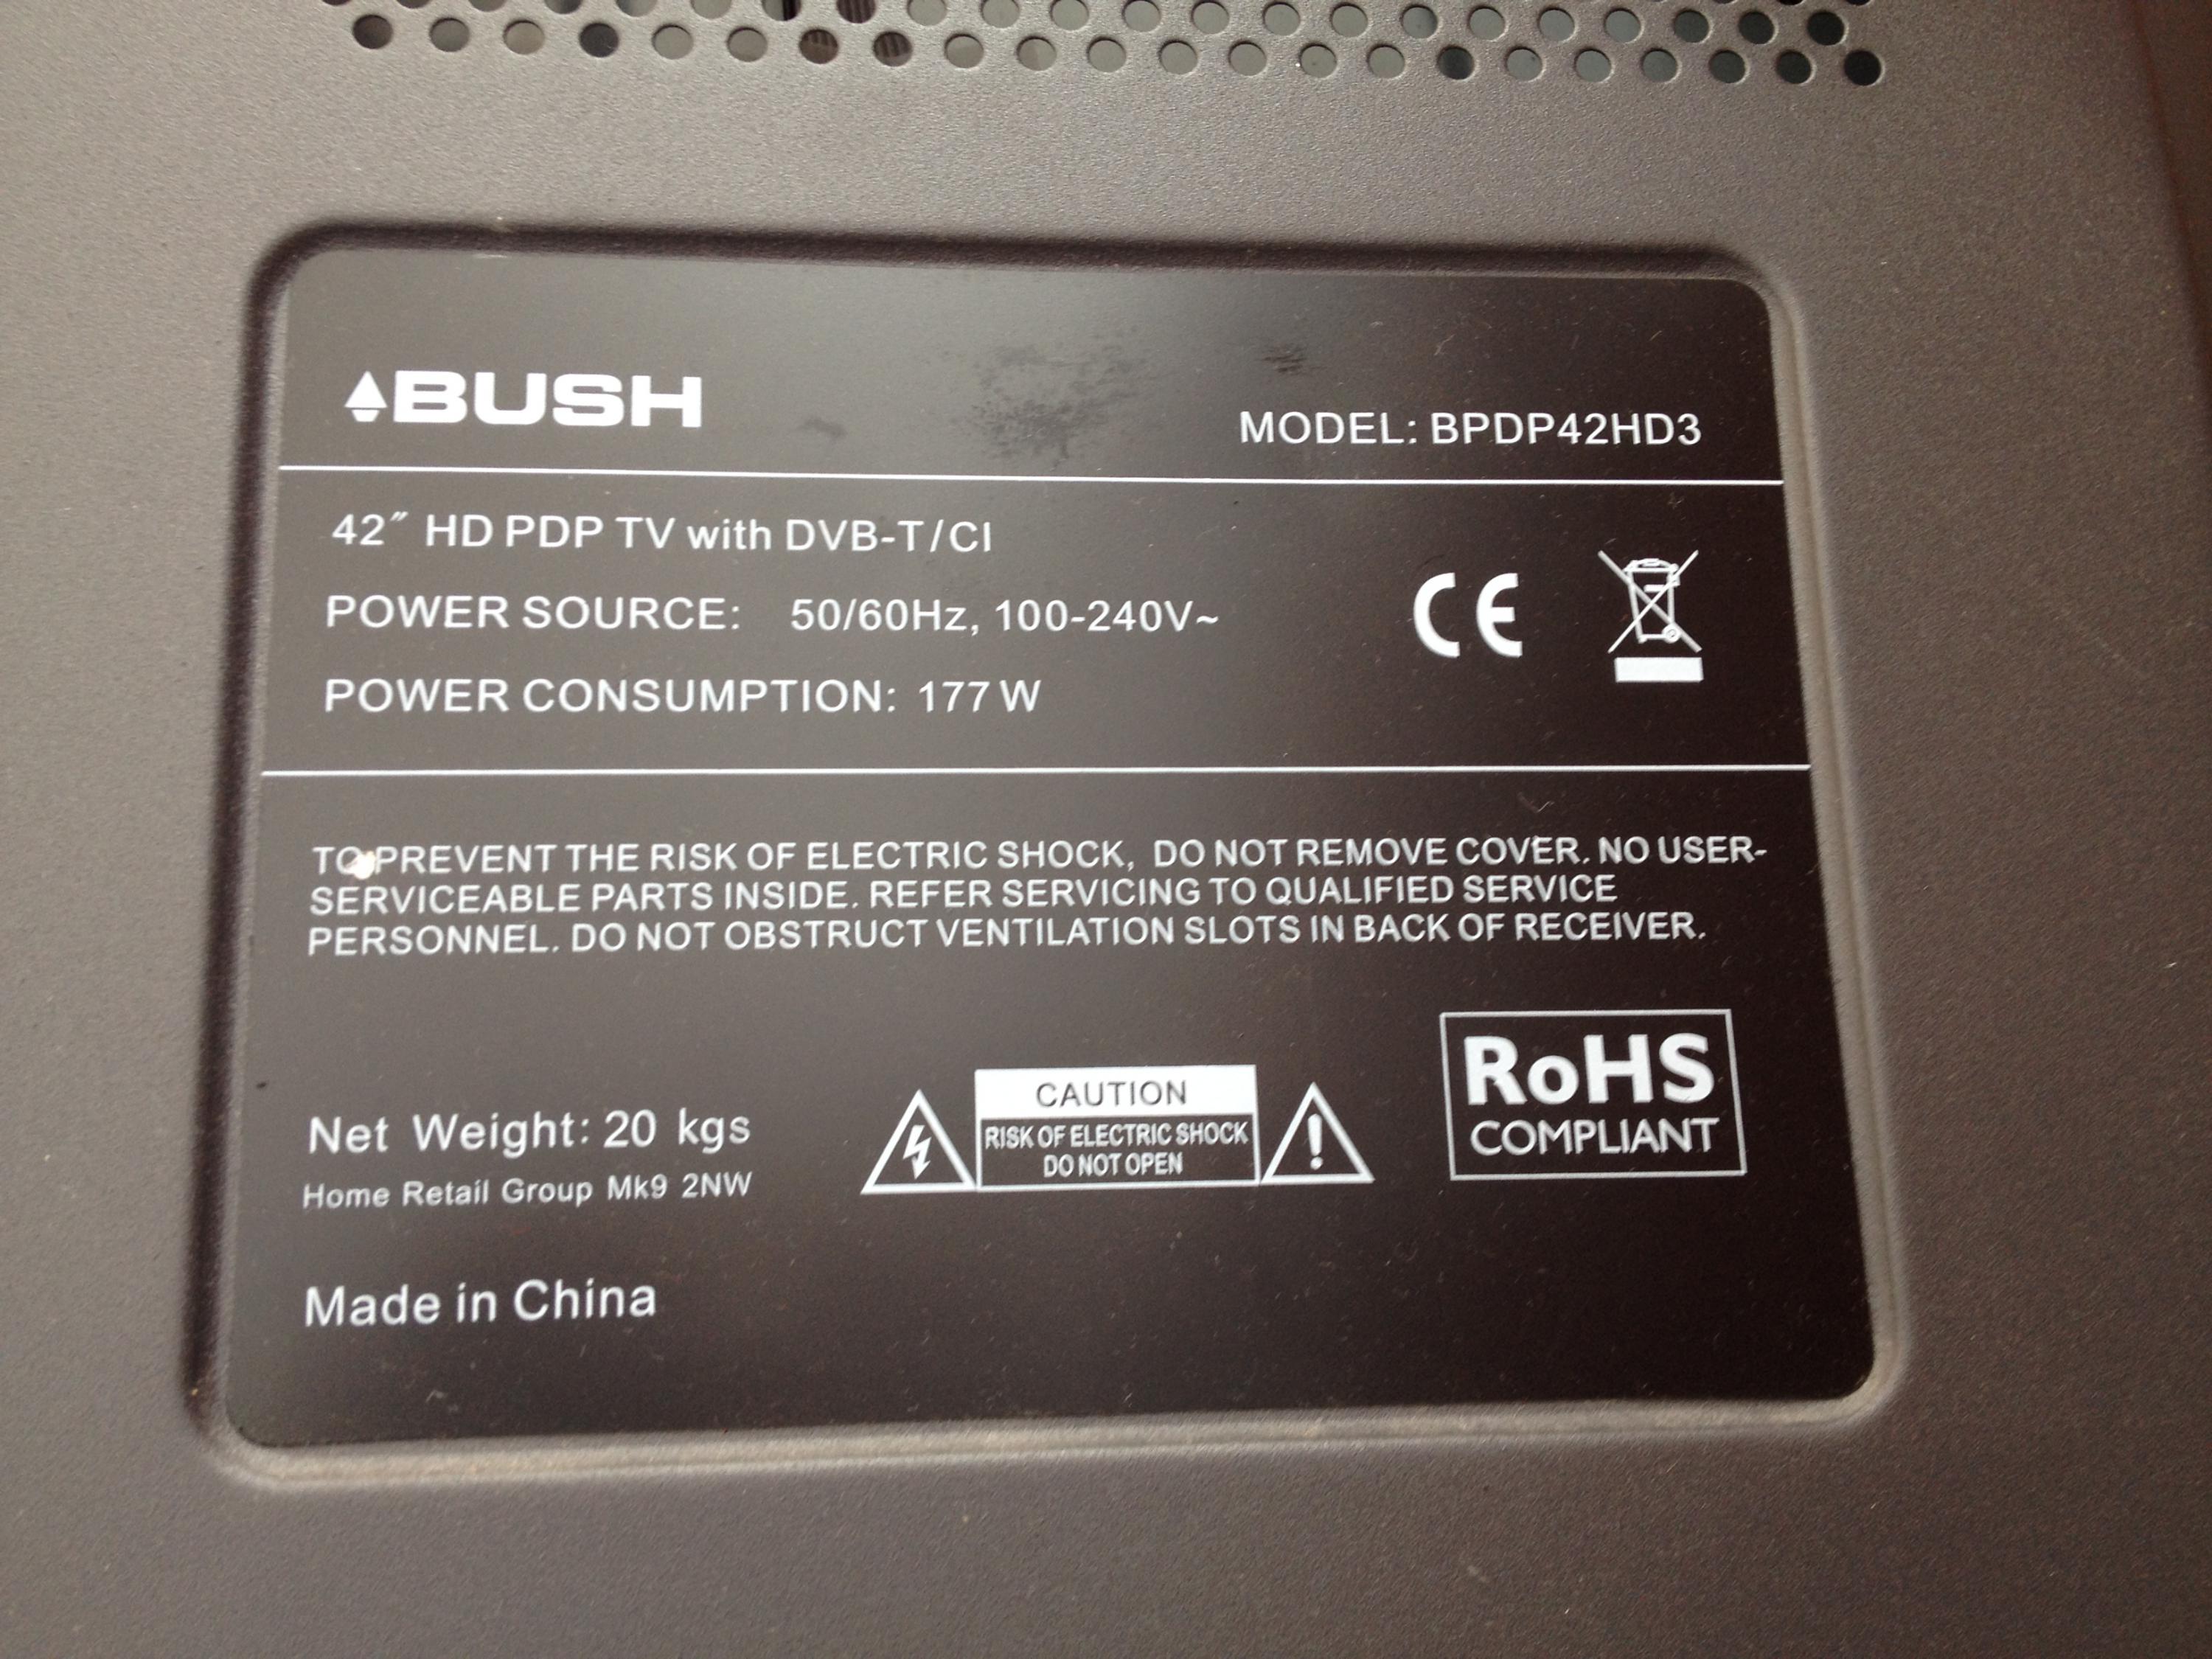 BUSH
MODEL: BPDP42HD3
42" HD PDP TV with DVB-T/CI
POWER SOURCE: 50/60Hz, 100-240V~
POWER CONSUMPTION: 177 W
CE
TO PREVENT THE RISK OF ELECTRIC SHOCK, DO NOT REMOVE COVER. NO USER-
SERVICEABLE PARTS INSIDE. REFER SERVICING TO QUALIFIED SERVICE
PERSONNEL. DO NOT OBSTRUCT VENTILATION SLOTS IN BACK OF RECEIVER.
Net Weight: 20 kgs
Home Retail Group Mk9 2NW
CAUTION
RISK OF ELECTRIC SHOCK
DO NOT OPEN
RoHS
COMPLIANT
Made in China